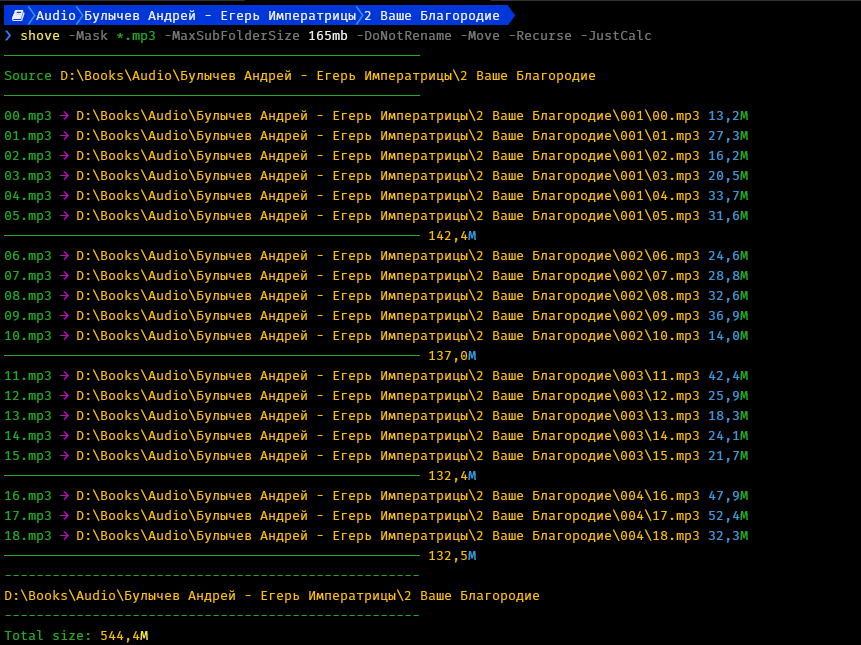 Audio Булычев Андрей - Егерь Императрицы 2 Ваше Благородие
❯ shove -Mask *.mp3 -MaxSubFolderSize 165mb -DoNotRename -Move -Recurse -JustCalc
Source D:\Books\Audio\Булычев Андрей - Егерь Императрицы\2 Ваше Благородие
00.mp3 → D:\Books\Audio\Булычев Андрей - Егерь Императрицы\2 Ваше Благородие\001\00.mp3 13,2M
01.mp3 → D:\Books\Audio\Булычев Андрей - Егерь Императрицы\2 Ваше Благородие\001\01.mp3 27,3M
02.mp3 → D:\Books\Audio\Булычев Андрей - Егерь Императрицы\2 Ваше Благородие\001\02.mp3 16,2M
03.mp3 → D:\Books\Audio\Булычев Андрей - Егерь Императрицы\2 Ваше Благородие\001\03.mp3 20,5M
04.mp3 → D:\Books\Audio\Булычев Андрей - Егерь Императрицы\2 Ваше Благородие\001\04.mp3 33,7M
05.mp3 → D:\Books\Audio\Булычев Андрей - Егерь Императрицы\2 Ваше Благородие\001\05.mp3 31,6M
142,4M
06.mp3 → D:\Books\Audio\Булычев Андрей - Егерь Императрицы\2 Ваше Благородие\002\06.mp3 24,6M
07.mp3 → D:\Books\Audio\Булычев Андрей - Егерь Императрицы\2 Ваше Благородие\002\07.mp3 28,8M
08.mp3 → D:\Books\Audio\Булычев Андрей - Егерь Императрицы\2 Ваше Благородие\002\08.mp3 32,6M
09.mp3 → D:\Books\Audio\Булычев Андрей - Егерь Императрицы\2 Ваше Благородие\002\09.mp3 36,9M
10.mp3 → D:\Books\Audio\Булычев Андрей - Егерь Императрицы\2 Ваше Благородие\002\10.mp3 14,0M
137,0M
11.mp3 → D:\Books\Audio\Булычев Андрей - Егерь Императрицы\2 Ваше Благородие\003\11.mp3 42,4M
12.mp3 → D:\Books\Audio\Булычев Андрей - Егерь Императрицы\2 Ваше Благородие\003\12.mp3 25,9M
13.mp3 → D:\Books\Audio\Булычев Андрей - Егерь Императрицы\2 Ваше Благородие\003\13.mp3 18,3M
14.mp3 → D:\Books\Audio\Булычев Андрей - Егерь Императрицы\2 Ваше Благородие\003\14.mp3 24,1M
15.mp3 → D:\Books\Audio\Булычев Андрей - Егерь Императрицы\2 Ваше Благородие\003\15.mp3 21,7M
132,4M
16.mp3 → D:\Books\Audio\Булычев Андрей - Егерь Императрицы\2 Ваше Благородие\004\16.mp3 47,9M
17.mp3 → D:\Books\Audio\Булычев Андрей - Егерь Императрицы\2 Ваше Благородие\004\17.mp3 52,4M
18.mp3 → D:\Books\Audio\Булычев Андрей - Егерь Императрицы\2 Ваше Благородие\004\18.mp3 32,3M
132,5M
D:\Books\Audio\Булычев Андрей - Егерь Императрицы\2 Ваше Благородие
Total size: 544,4M